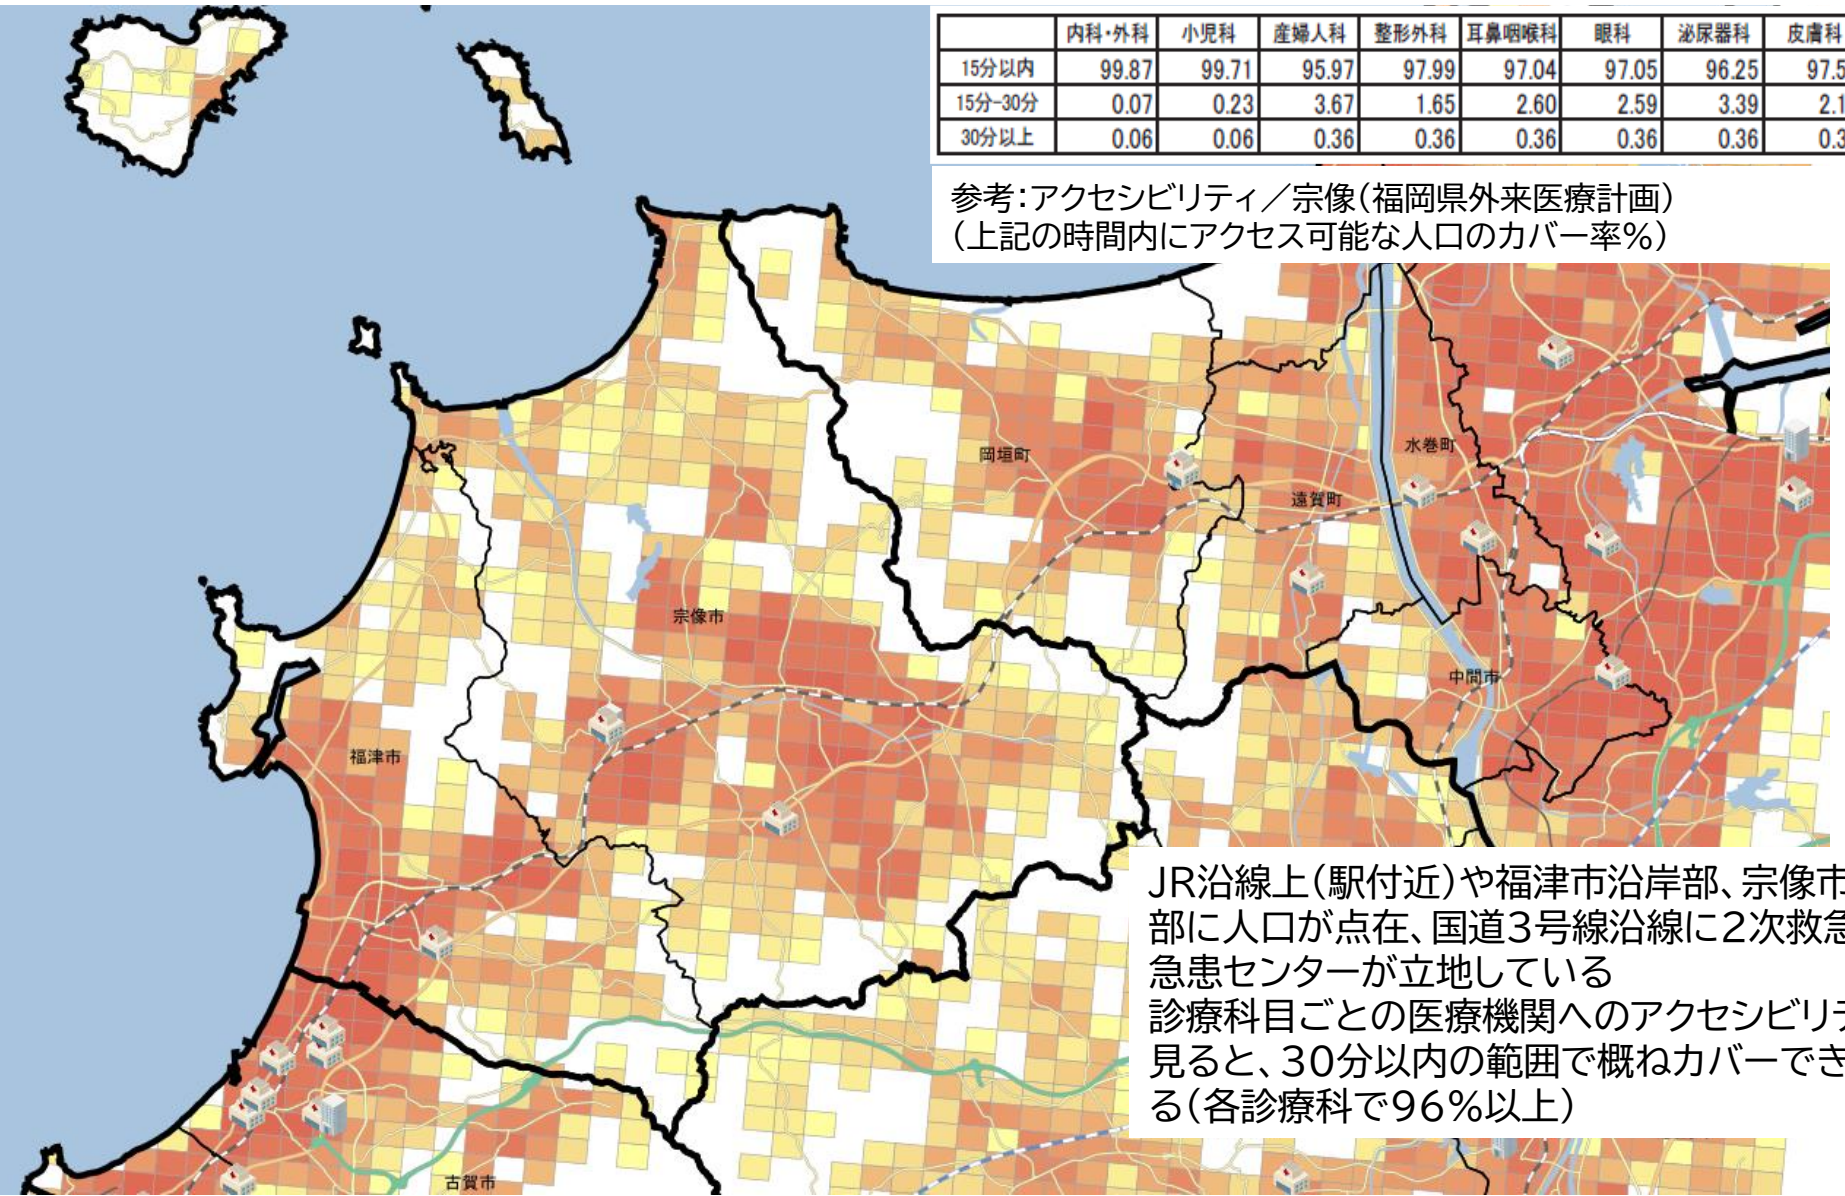 内科・外科 小児科 産婦人科 整形外科 耳鼻咽喉科 眼科 泌尿器科 皮膚科
15分以内 99.87 99.71 95.97 97.99 97.04 97.05 96.25 97.5
15分-30分 0.07 0.23 3.67 1.65 2.60 2.59 3.39 2.1
30分以上 0.06 0.06 0.36 0.36 0.36 0.36 0.36 0.3
参考：アクセシビリティ／宗像（福岡県外来医療計画）
（上記の時間内にアクセス可能な人口のカバー率％）
水巻町
岡垣町
遠賀町
宗像市
中間市
福津市
JR沿線上（駅付近）や福津市沿岸部、宗像市
部に人口が点在、国道３号線沿線に２次救急
急患センターが立地している
診療科目ごとの医療機関へのアクセシビリテ
見ると、３０分以内の範囲で概ねカバーでき
る（各診療科で９６％以上）
古賀市